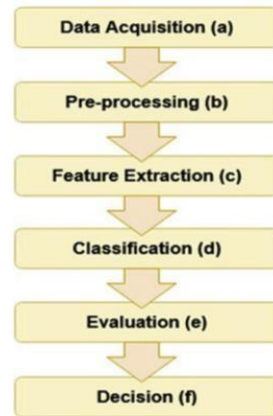 Data Acquisition (a)
Pre-processing (b)
Feature Extraction (c)
Classification (d)
Evaluation (e)
Decision (f)